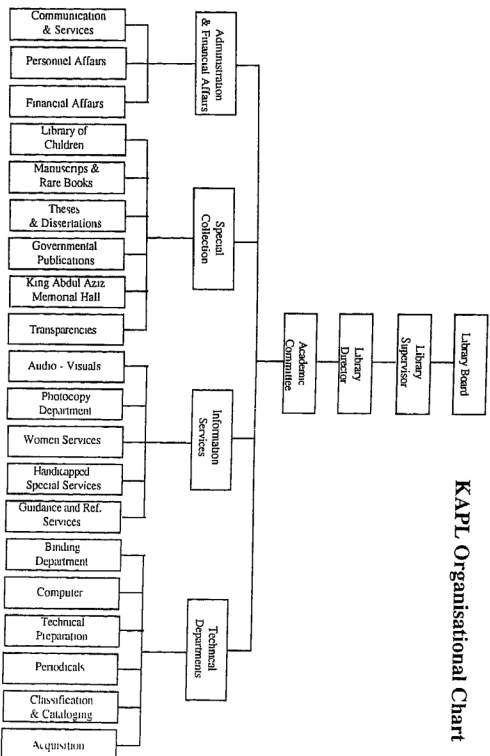 KAPL Organisational Chart
Library Board
Library
Supervisor
Library
Director
Academic
Committee
Administration
& Financial Affairs
Special
Collection
Information
Services
Technical
Departments
Communication
& Services
Personnel Affairs
Financial Affairs
Library of
Children
Manuscrips &
Rare Books
Theses
& Dissertations
Governmental
Publications
King Abdul Aziz
Memorial Hall
Transparencies
Audio - Visuals
Photocopy
Department
Women Services
Handicapped
Special Services
Guidance and Ref.
Services
Binding
Department
Computer
Technical
Preparation
Periodicals
Classification
& Cataloging
Acquisition